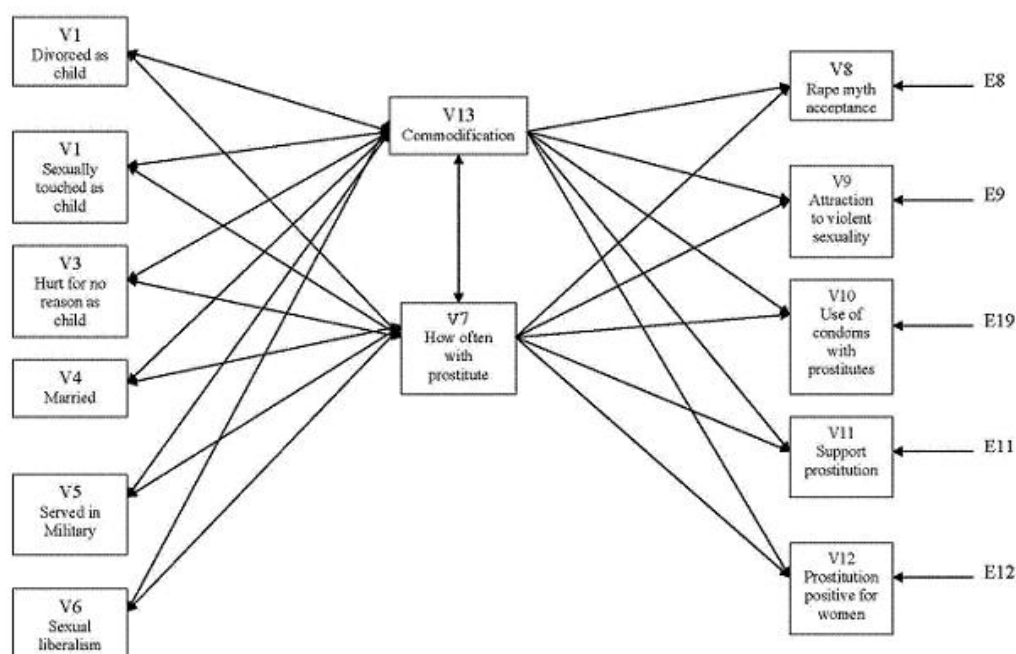 V1
Divorced as
child
V1
Sexually
touched as
child
V3
Hurt for no
reason as
child
V4
Married
V5
Served in
Military
V6
Sexual
liberalism
V13
Commodification
V7
How often
with
prostitute
V8
Rape myth
acceptance
E8
V9
Attraction
to violent
sexuality
E9
V10
Use of
condoms
with
prostitutes
E19
V11
Support
prostitution
E11
V12
Prostitution
positive for
women
E12